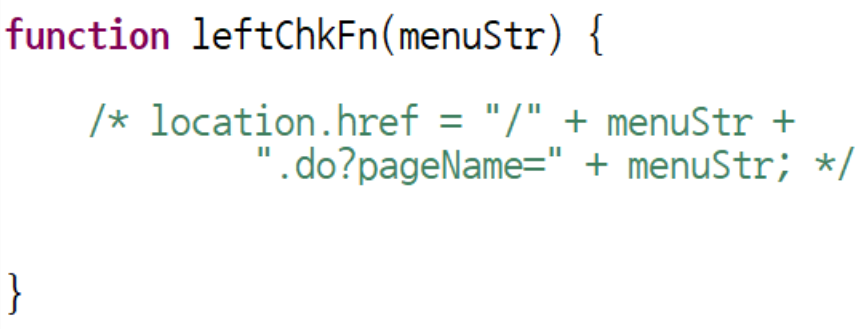 function leftChkFn(menuStr) {
/* location.href = "/" + menuStr +
".do?pageName=" + menuStr; */
}